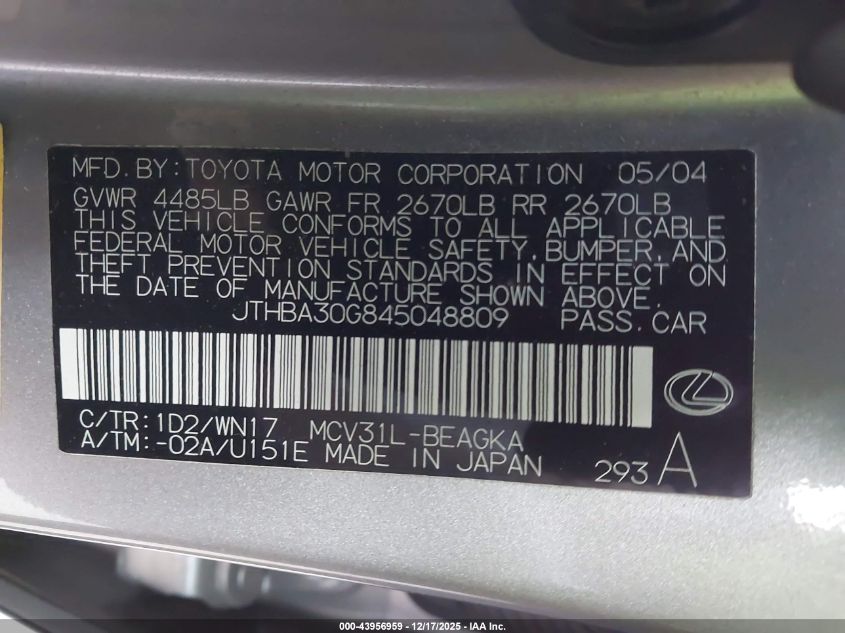 MFD.BY:TOYOTA MOTOR CORPORATION 05/04
GVWR 4485LB GAWR FR 2670LB RR 2670LB
THIS VEHICLE CONFORMS TO ALL APPLICABLE
FEDERAL MOTOR VEHICLE SAFETY,BUMPER,AND
THEFT PREVENTION STANDARDS IN EFFECT ON
THE DATE OF MANUFACTURE SHOWN ABOVE.
JTHBA30G845048809 PASS.CAR
C/TR:1D2/WN17 MCV31L-BEAGKA
A/TM:-02A/U151E MADE IN JAPAN 293 A
000-43956959 - 12/17/2025 - IAA Inc.